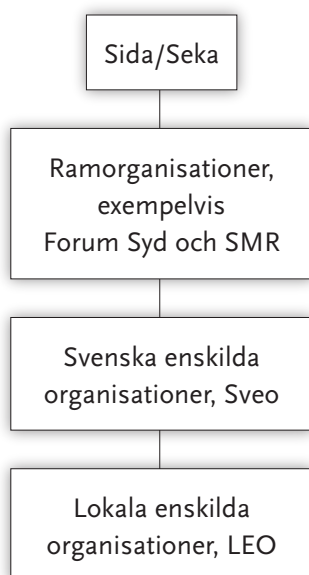 Sida/Seka
Ramorganisationer,
exempelvis
Forum Syd och SMR
Svenska enskilda
organisationer, Sveo
Lokala enskilda
organisationer, LEO